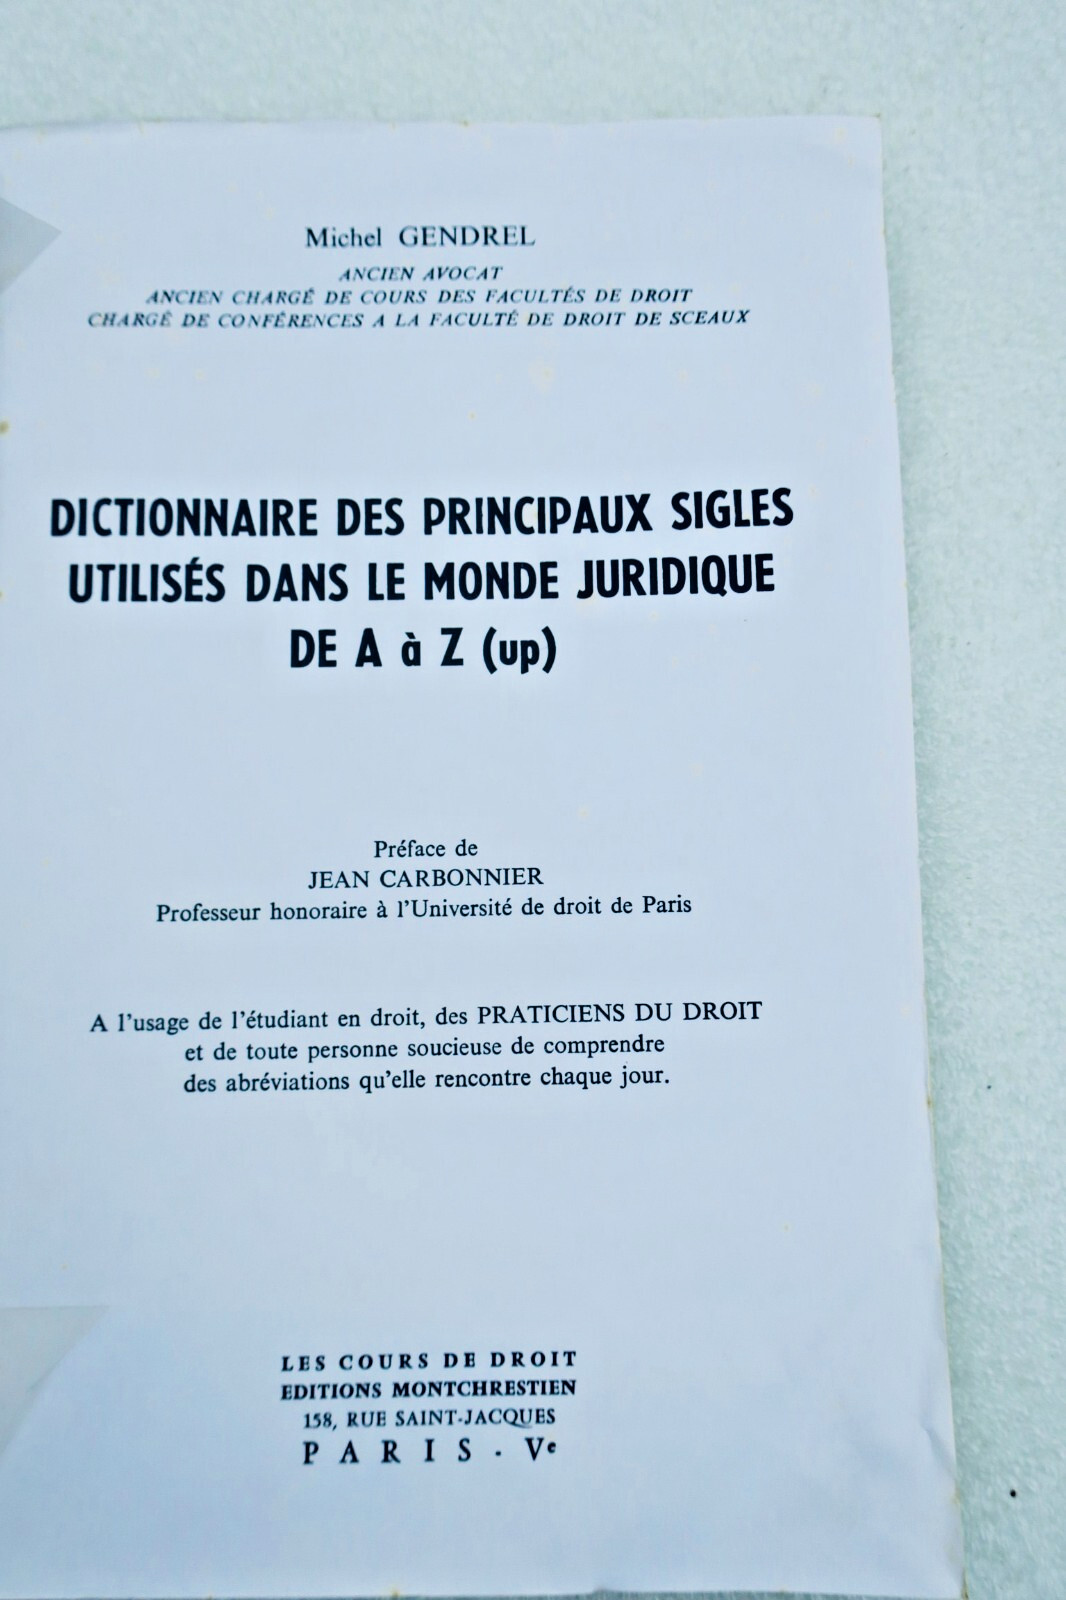 Michel GENDREL
ANCIEN AVOCAT
ANCIEN CHARGÉ DE COURS DES FACULTÉS DE DROIT
CHARGÉ DE CONFÉRENCES A LA FACULTÉ DE DROIT DE SCEAUX
DICTIONNAIRE DES PRINCIPAUX SIGLES
UTILISÉS DANS LE MONDE JURIDIQUE
DE A à Z (up)
Préface de
JEAN CARBONNIER
Professeur honoraire à l'Université de droit de Paris
A l'usage de l'étudiant en droit, des PRATICIENS DU DROIT
et de toute personne soucieuse de comprendre
des abréviations qu'elle rencontre chaque jour.
LES COURS DE DROIT
EDITIONS MONTCHRESTIEN
158, RUE SAINT-JACQUES
PARIS - Ve